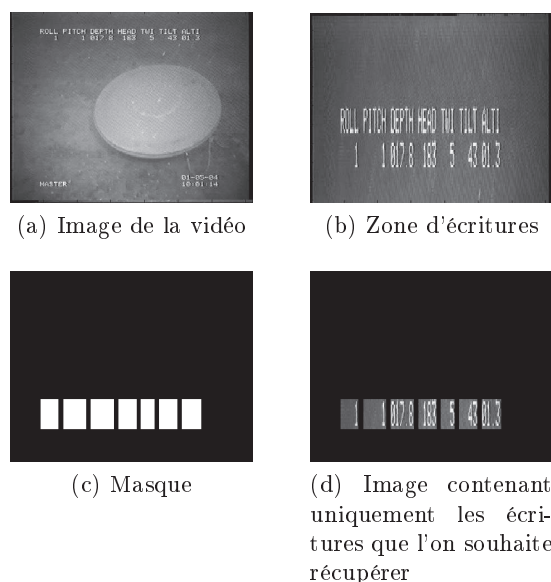 ROLL PITCH DEPTH HEAD TWI TILT ALTI
1 1 017 8 183 5 43 01.3
MASTER
01-05-04
10:01:14
(a) Image de la vidéo
ROLL PITCH DEPTH HEAD TWI TILT ALTI
1 1 017.8 183 5 43 01.3
(b) Zone d'écritures
(c) Masque
1 1 017.8 183 5 43 01.3
(d) Image contenant
uniquement les écri-
tures que l'on souhaite
récupérer